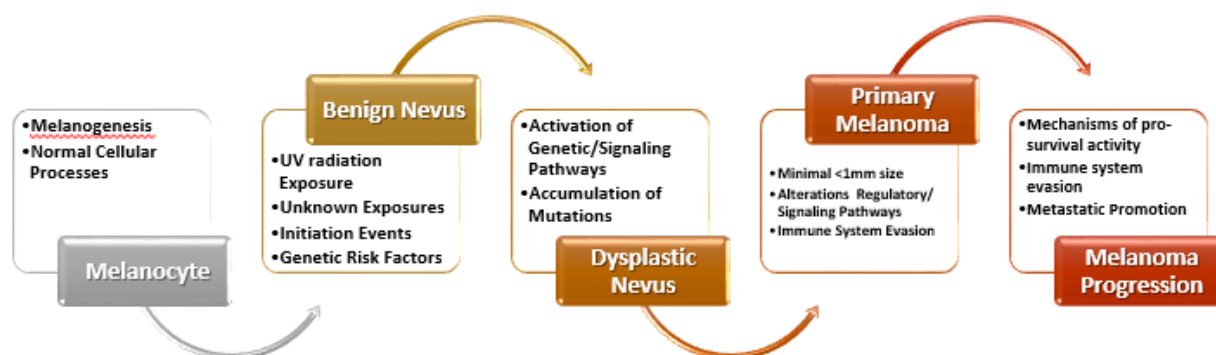 •Melanogenesis
•Normal Cellular
Processes
Melanocyte
Benign Nevus
•UV radiation
Exposure
•Unknown Exposures
•Initiation Events
•Genetic Risk Factors
•Activation of
Genetic/Signaling
Pathways
•Accumulation of
Mutations
Dysplastic
Nevus
Primary
Melanoma
•Minimal <1mm size
•Alterations Regulatory/
Signaling Pathways
•Immune System Evasion
•Mechanisms of pro-
survival activity
•Immune system
evasion
•Metastatic Promotion
Melanoma
Progression